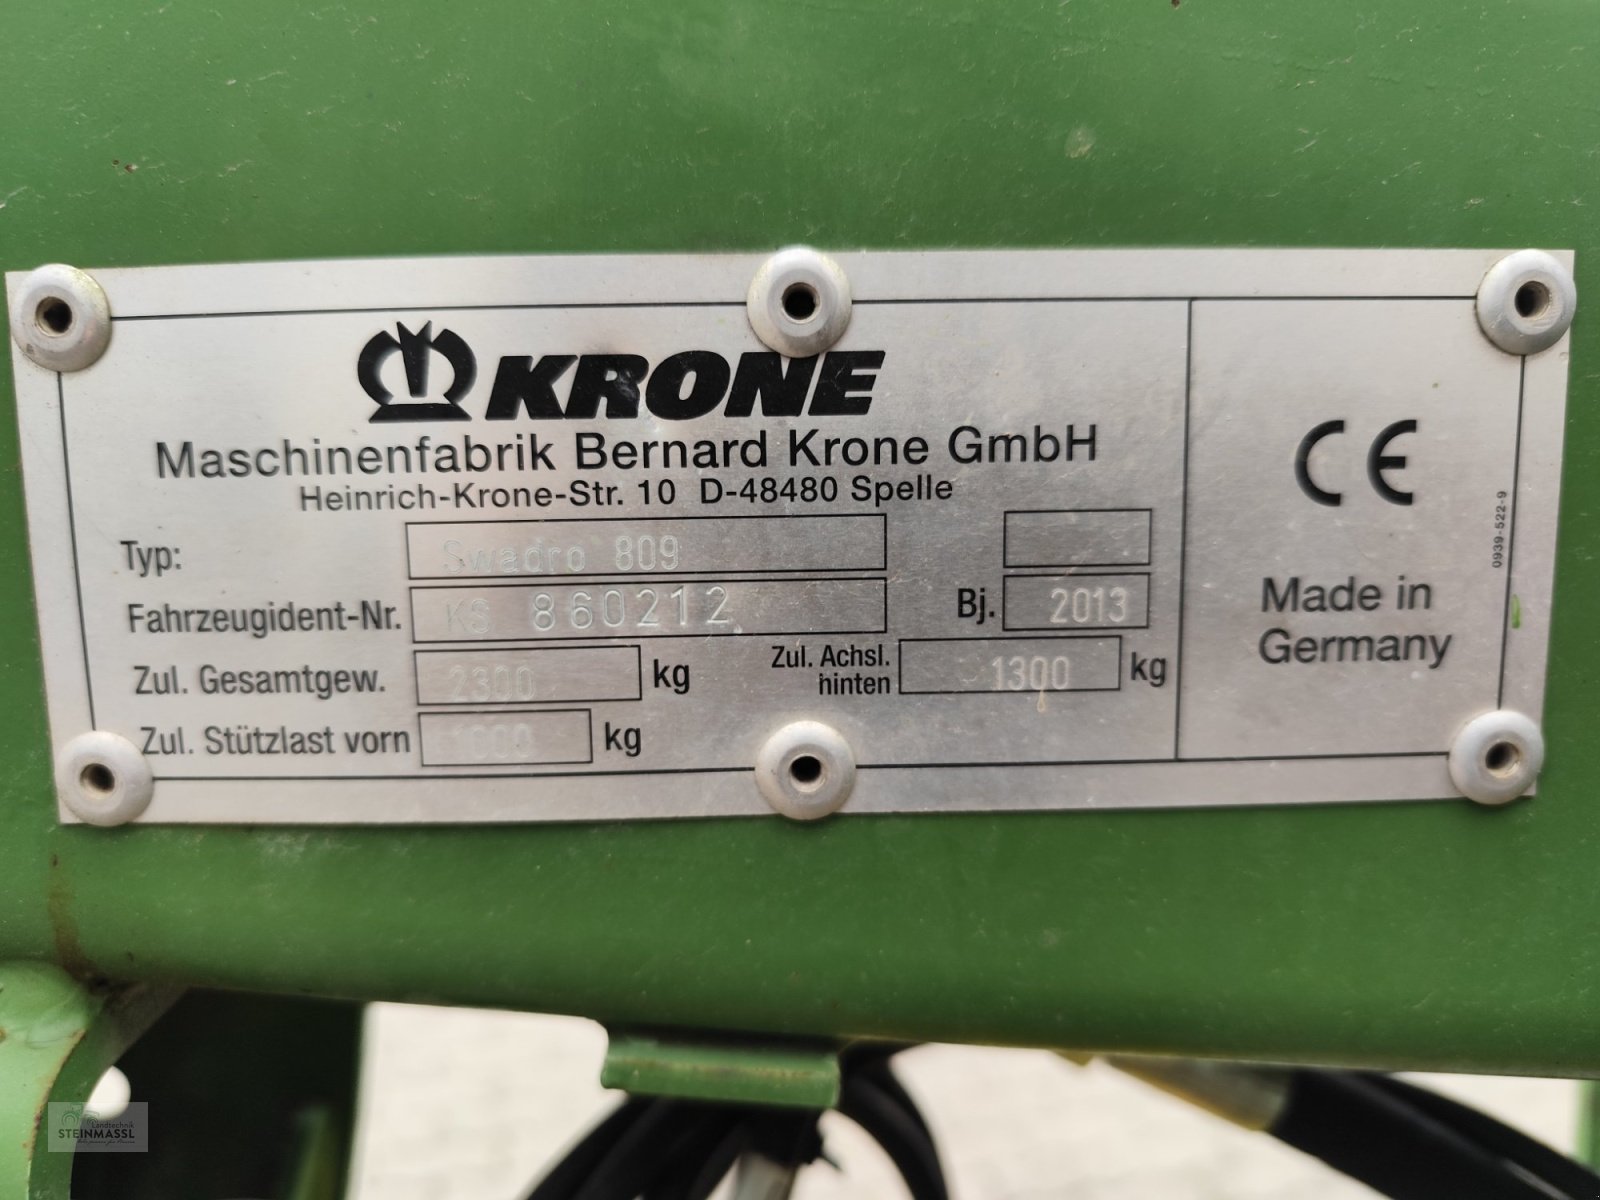 KRONE
Maschinenfabrik Bernard Krone GmbH
Heinrich-Krone-Str. 10 D-48480 Spelle
Typ: Swadro 809
Fahrzeugident-Nr. KS 860212 Bj. 2013
Zul. Gesamtgew. 2300 kg Zul. Achsl. hinten 1300 kg
Zul. Stützlast vorn kg
CE
Made in
Germany
0939-522-9
Landtechnik
STEINMASSL